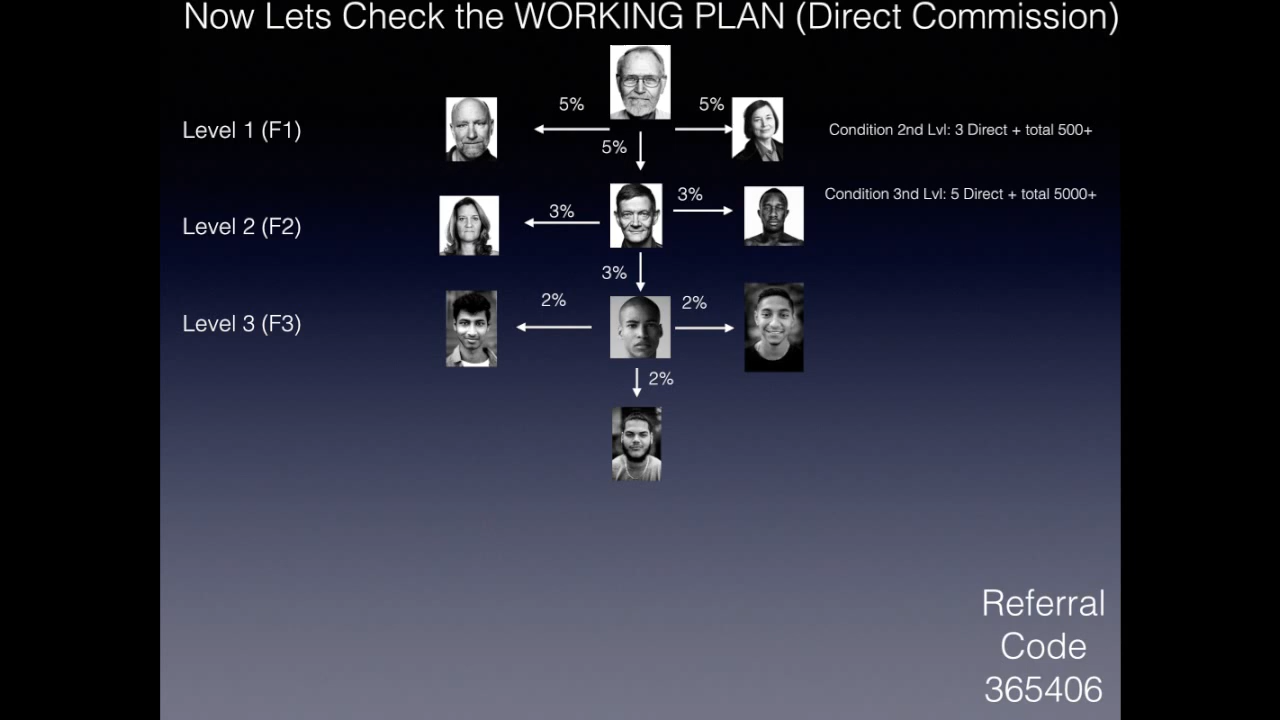 Now Lets Check the WORKING PLAN (Direct Commission)
5%
5%
Level 1 (F1)
Condition 2nd Lvl: 3 Direct + total 500+
5%
3%
Condition 3nd Lvl: 5 Direct + total 5000+
3%
Level 2 (F2)
3%
2%
2%
Level 3 (F3)
2%
Referral
Code
365406